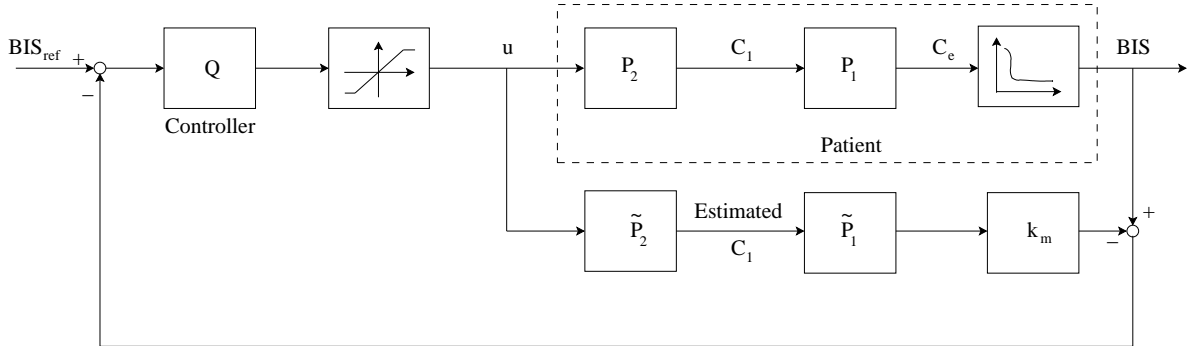 BIS_ref + − Q u P_2 C_1 P_1 C_e BIS
Controller
Patient
P̃_2 Estimated C_1 P̃_1 k_m − +